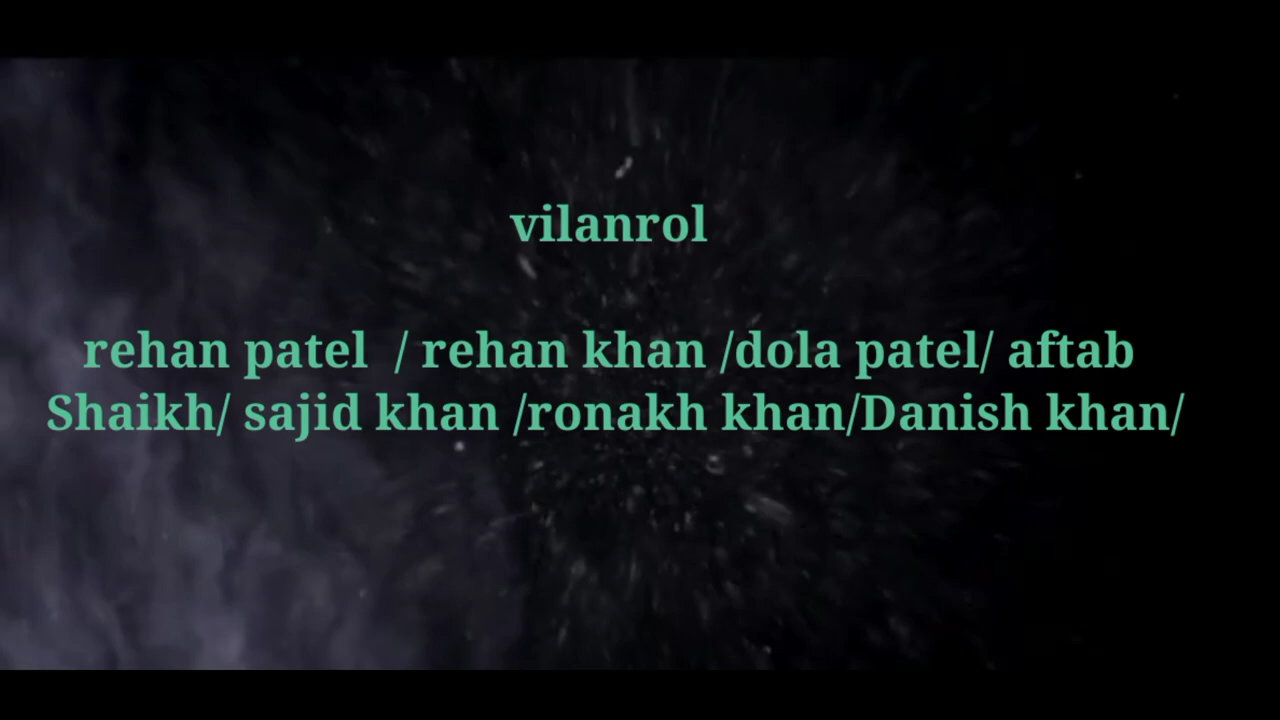 vilanrol
rehan patel / rehan khan /dola patel/ aftab
Shaikh/ sajid khan /ronakh khan/Danish khan/